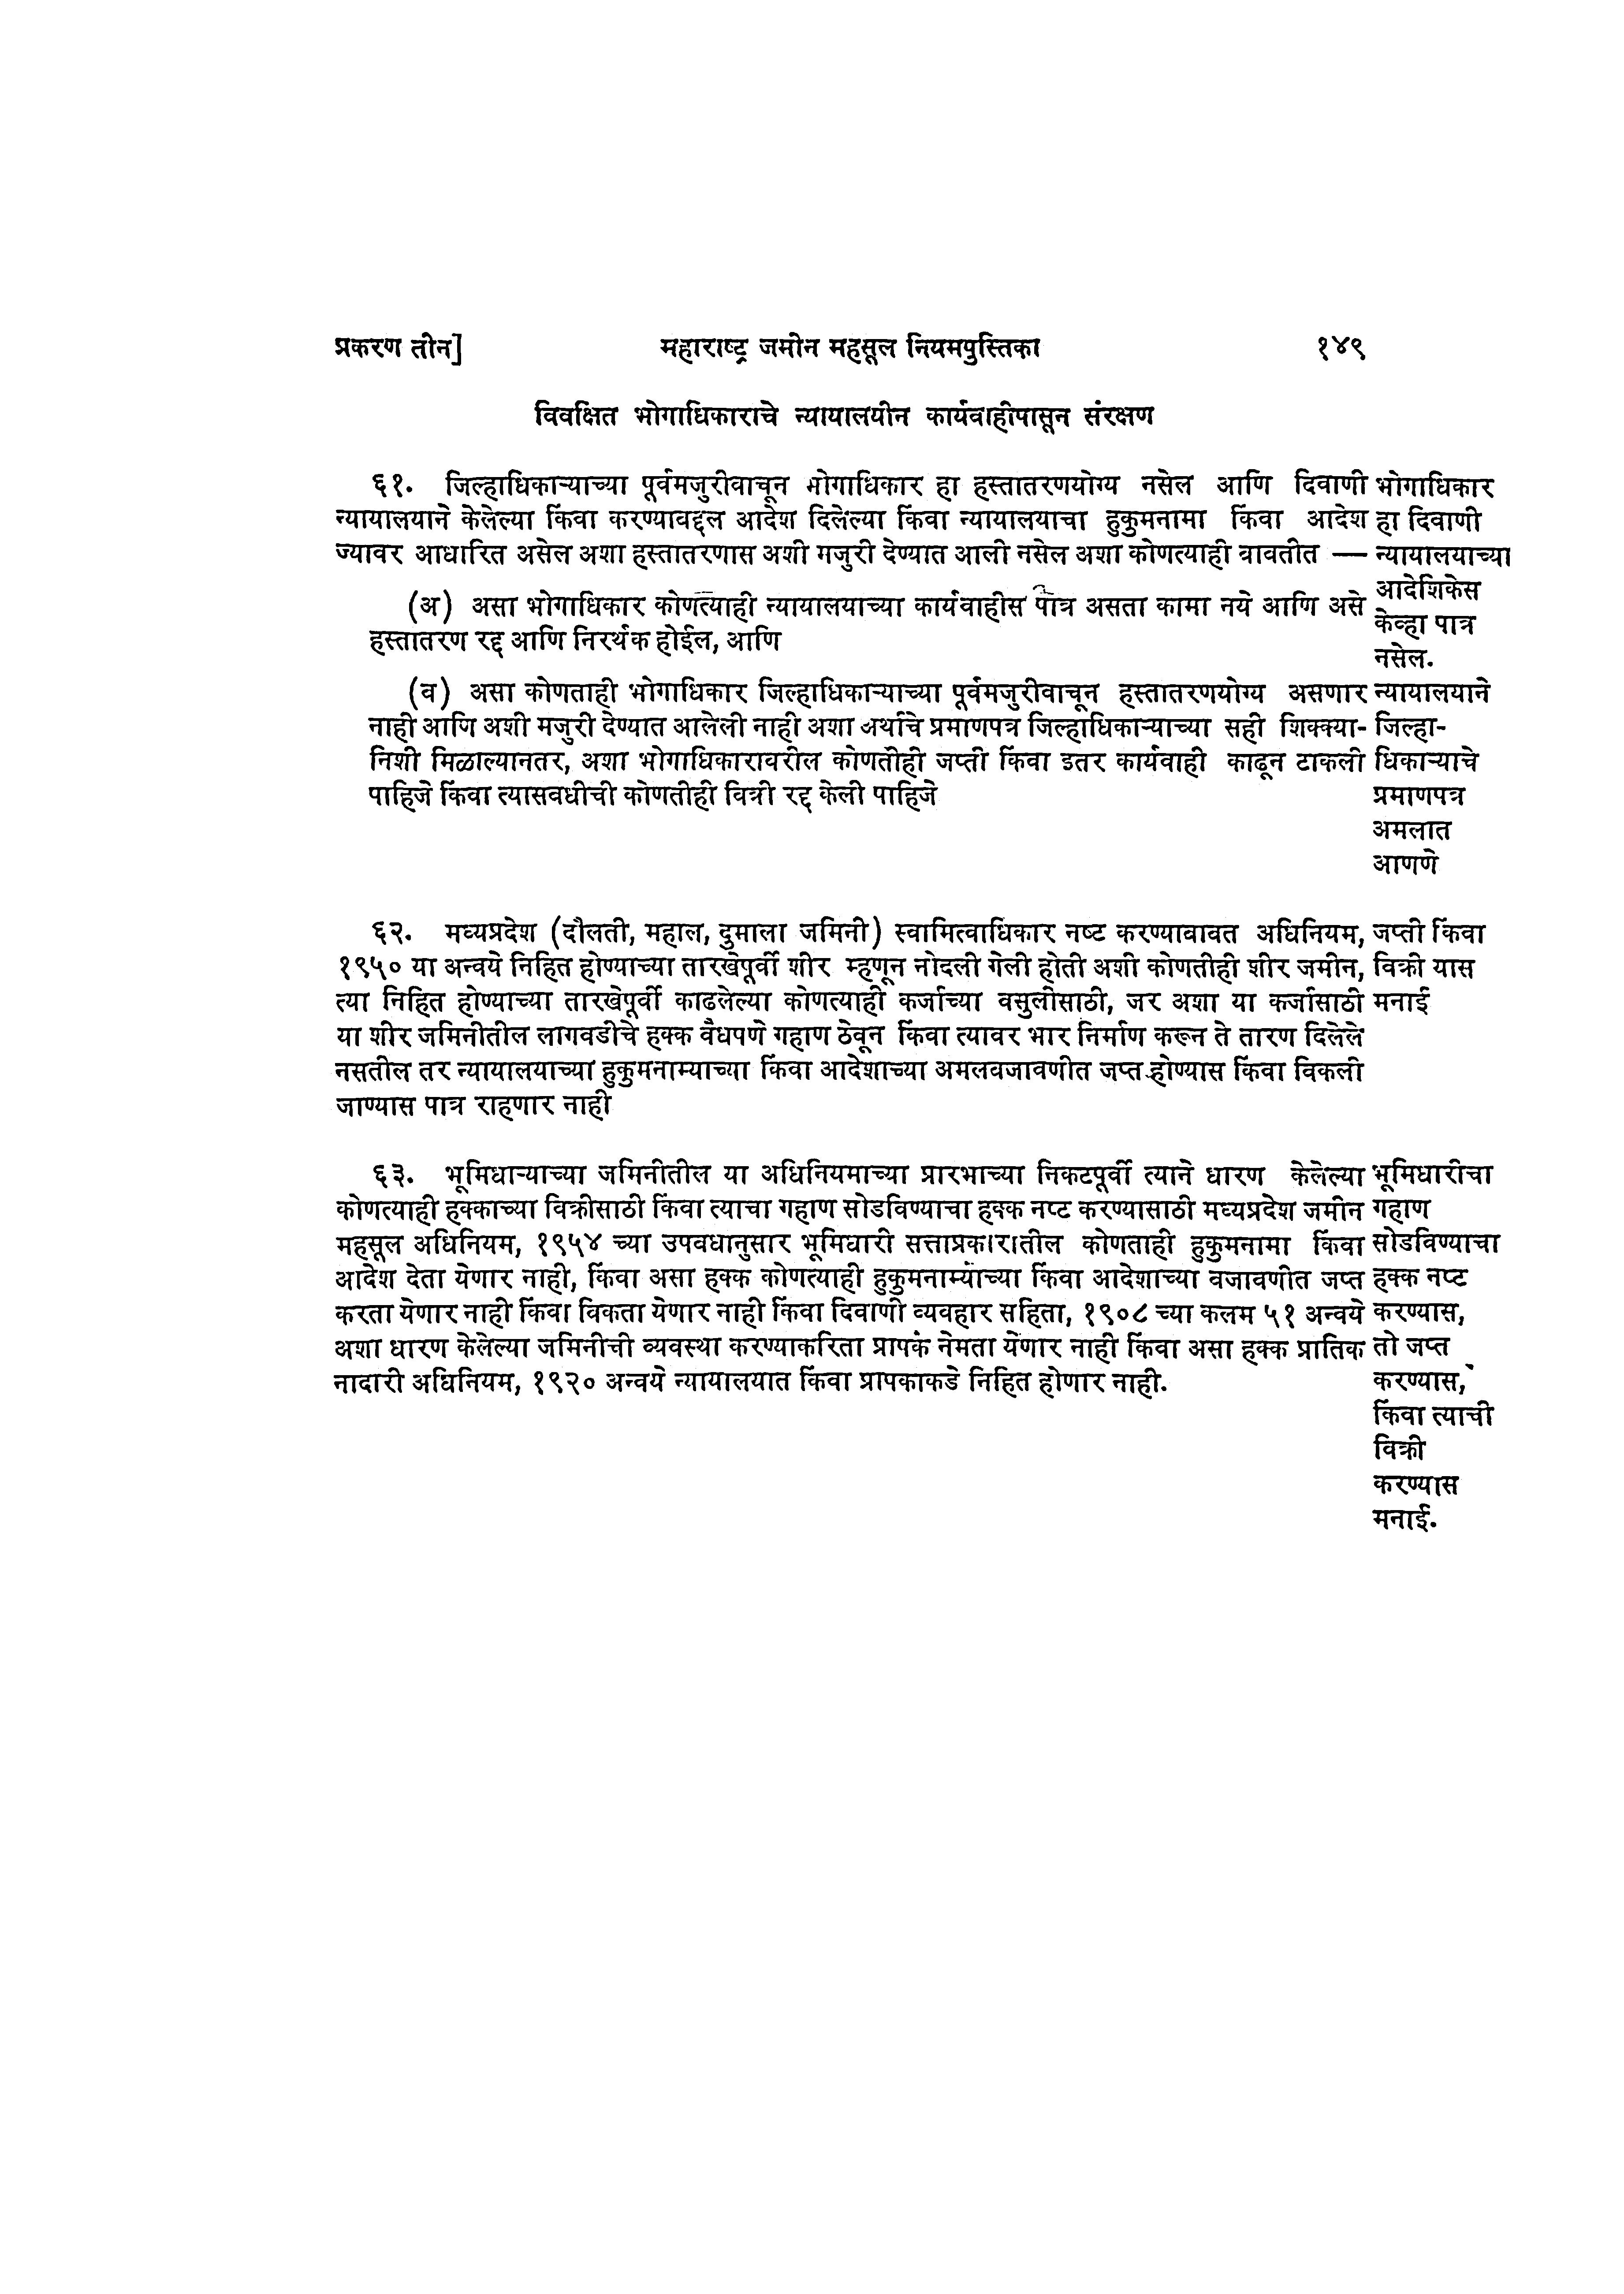 प्रकरण तीन] महाराष्ट्र जमीन महसूल नियमपुस्तिका १४९
विवक्षित भोगाधिकाराचे न्यायालयीन कार्यवाहीपासून संरक्षण
६१. जिल्हाधिकाऱ्याच्या पूर्वमजुरीवाचून भोगाधिकार हा हस्तातरणयोग्य नसेल आणि दिवाणी
न्यायालयाने केलेल्या किंवा करण्यावद्दल आदेश दिलेल्या किंवा न्यायालयाचा हुकुमनामा किंवा आदेश
ज्यावर आधारित असेल अशा हस्तातरणास अशी मजुरी देण्यात आली नसेल अशा कोणत्याही वावतीत —
(अ) असा भोगाधिकार कोणत्याही न्यायालयाच्या कार्यवाहीस पात्र असता कामा नये आणि असे
हस्तातरण रद्द आणि निरर्थक होईल, आणि
(व) असा कोणताही भोगाधिकार जिल्हाधिकाऱ्याच्या पूर्वमजुरीवाचून हस्तातरणयोग्य असणार
नाही आणि अशी मजुरी देण्यात आलेली नाही अशा अर्थाचे प्रमाणपत्र जिल्हाधिकाऱ्याच्या सही शिक्क्या-
निशी मिळाल्यानतर, अशा भोगाधिकारावरील कोणतीही जप्ती किंवा इतर कार्यवाही काढून टाकली
पाहिजे किंवा त्यासवधीची कोणतीही वित्री रद्द केली पाहिजे
भोगाधिकार
हा दिवाणी
न्यायालयाच्या
आदेशिकेस
केव्हा पात्र
नसेल.
न्यायालयाने
जिल्हा-
धिकाऱ्याचे
प्रमाणपत्र
अमलात
आणणे
६२. मध्यप्रदेश (दौलती, महाल, दुमाला जमिनी) स्वामित्वाधिकार नष्ट करण्यावावत अधिनियम,
१९५० या अन्वये निहित होण्याच्या तारखेपूर्वी शीर म्हणून नोदली गेली होती अशी कोणतीही शीर जमीन,
त्या निहित होण्याच्या तारखेपूर्वी काढलेल्या कोणत्याही कर्जाच्या वसुलीसाठी, जर अशा या कर्जासाठी
या शीर जमिनीतील लागवडीचे हक्क वैधपणे गहाण ठेवून किंवा त्यावर भार निर्माण करून ते तारण दिलेले
नसतील तर न्यायालयाच्या हुकुमनाम्याच्या किंवा आदेशाच्या अमलवजावणीत जप्त होण्यास किंवा विकली
जाण्यास पात्र राहणार नाही
जप्ती किंवा
विक्री यास
मनाई
६३. भूमिधाऱ्याच्या जमिनीतील या अधिनियमाच्या प्रारभाच्या निकटपूर्वी त्याने धारण केलेल्या
कोणत्याही हक्काच्या विक्रीसाठी किंवा त्याचा गहाण सोडविण्याचा हक्क नप्ट करण्यासाठी मध्यप्रदेश जमीन
महसूल अधिनियम, १९५४ च्या उपवधानुसार भूमिधारी सत्ताप्रकारातील कोणताही हुकुमनामा किंवा
आदेश देता येणार नाही, किंवा असा हक्क कोणत्याही हुकुमनाम्याच्या किंवा आदेशाच्या वजावणीत जप्त
करता येणार नाही किंवा विकता येणार नाही किंवा दिवाणी व्यवहार सहिता, १९०८ च्या कलम ५१ अन्वये
अशा धारण केलेल्या जमिनीची व्यवस्था करण्याकरिता प्रापक नेमता येणार नाही किंवा असा हक्क प्रातिक
नादारी अधिनियम, १९२० अन्वये न्यायालयात किंवा प्रापकाकडे निहित होणार नाही.
भूमिधारीचा
गहाण
सोडविण्याचा
हक्क नप्ट
करण्यास,
तो जप्त
करण्यास,
किंवा त्याची
विक्री
करण्यास
मनाई.